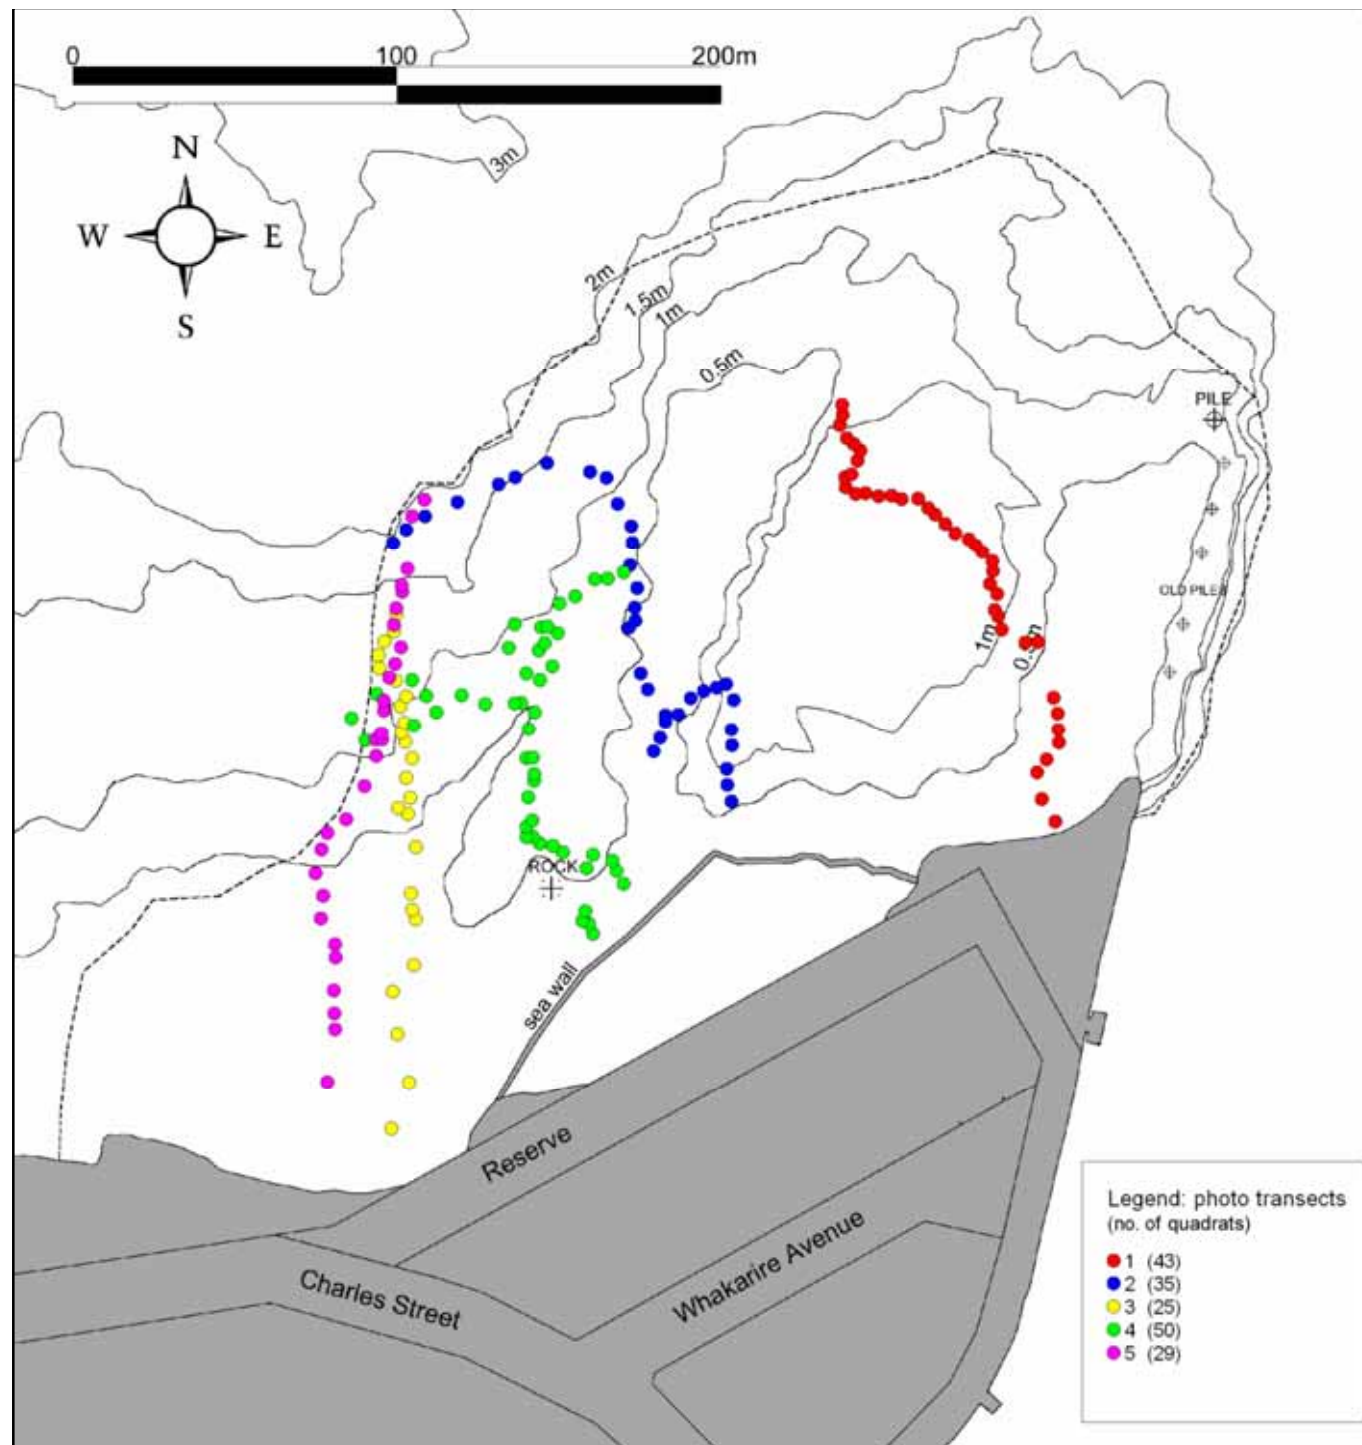 0 100 200m
N
W E
S
3m
2m
1.5m
1m
0.5m
PILE
OLD PILES
1m
0.5m
ROCK
sea wall
Reserve
Whakarire Avenue
Charles Street
Legend: photo transects
(no. of quadrats)
1 (43)
2 (35)
3 (25)
4 (50)
5 (29)